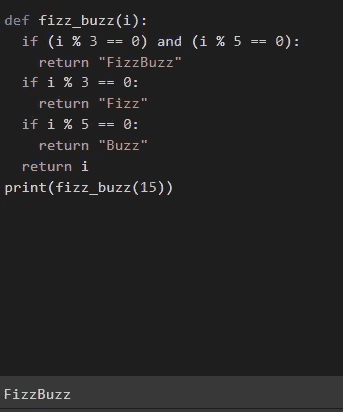 def fizz_buzz(i):
  if (i % 3 == 0) and (i % 5 == 0):
    return "FizzBuzz"
  if i % 3 == 0:
    return "Fizz"
  if i % 5 == 0:
    return "Buzz"
  return i
print(fizz_buzz(15))
FizzBuzz